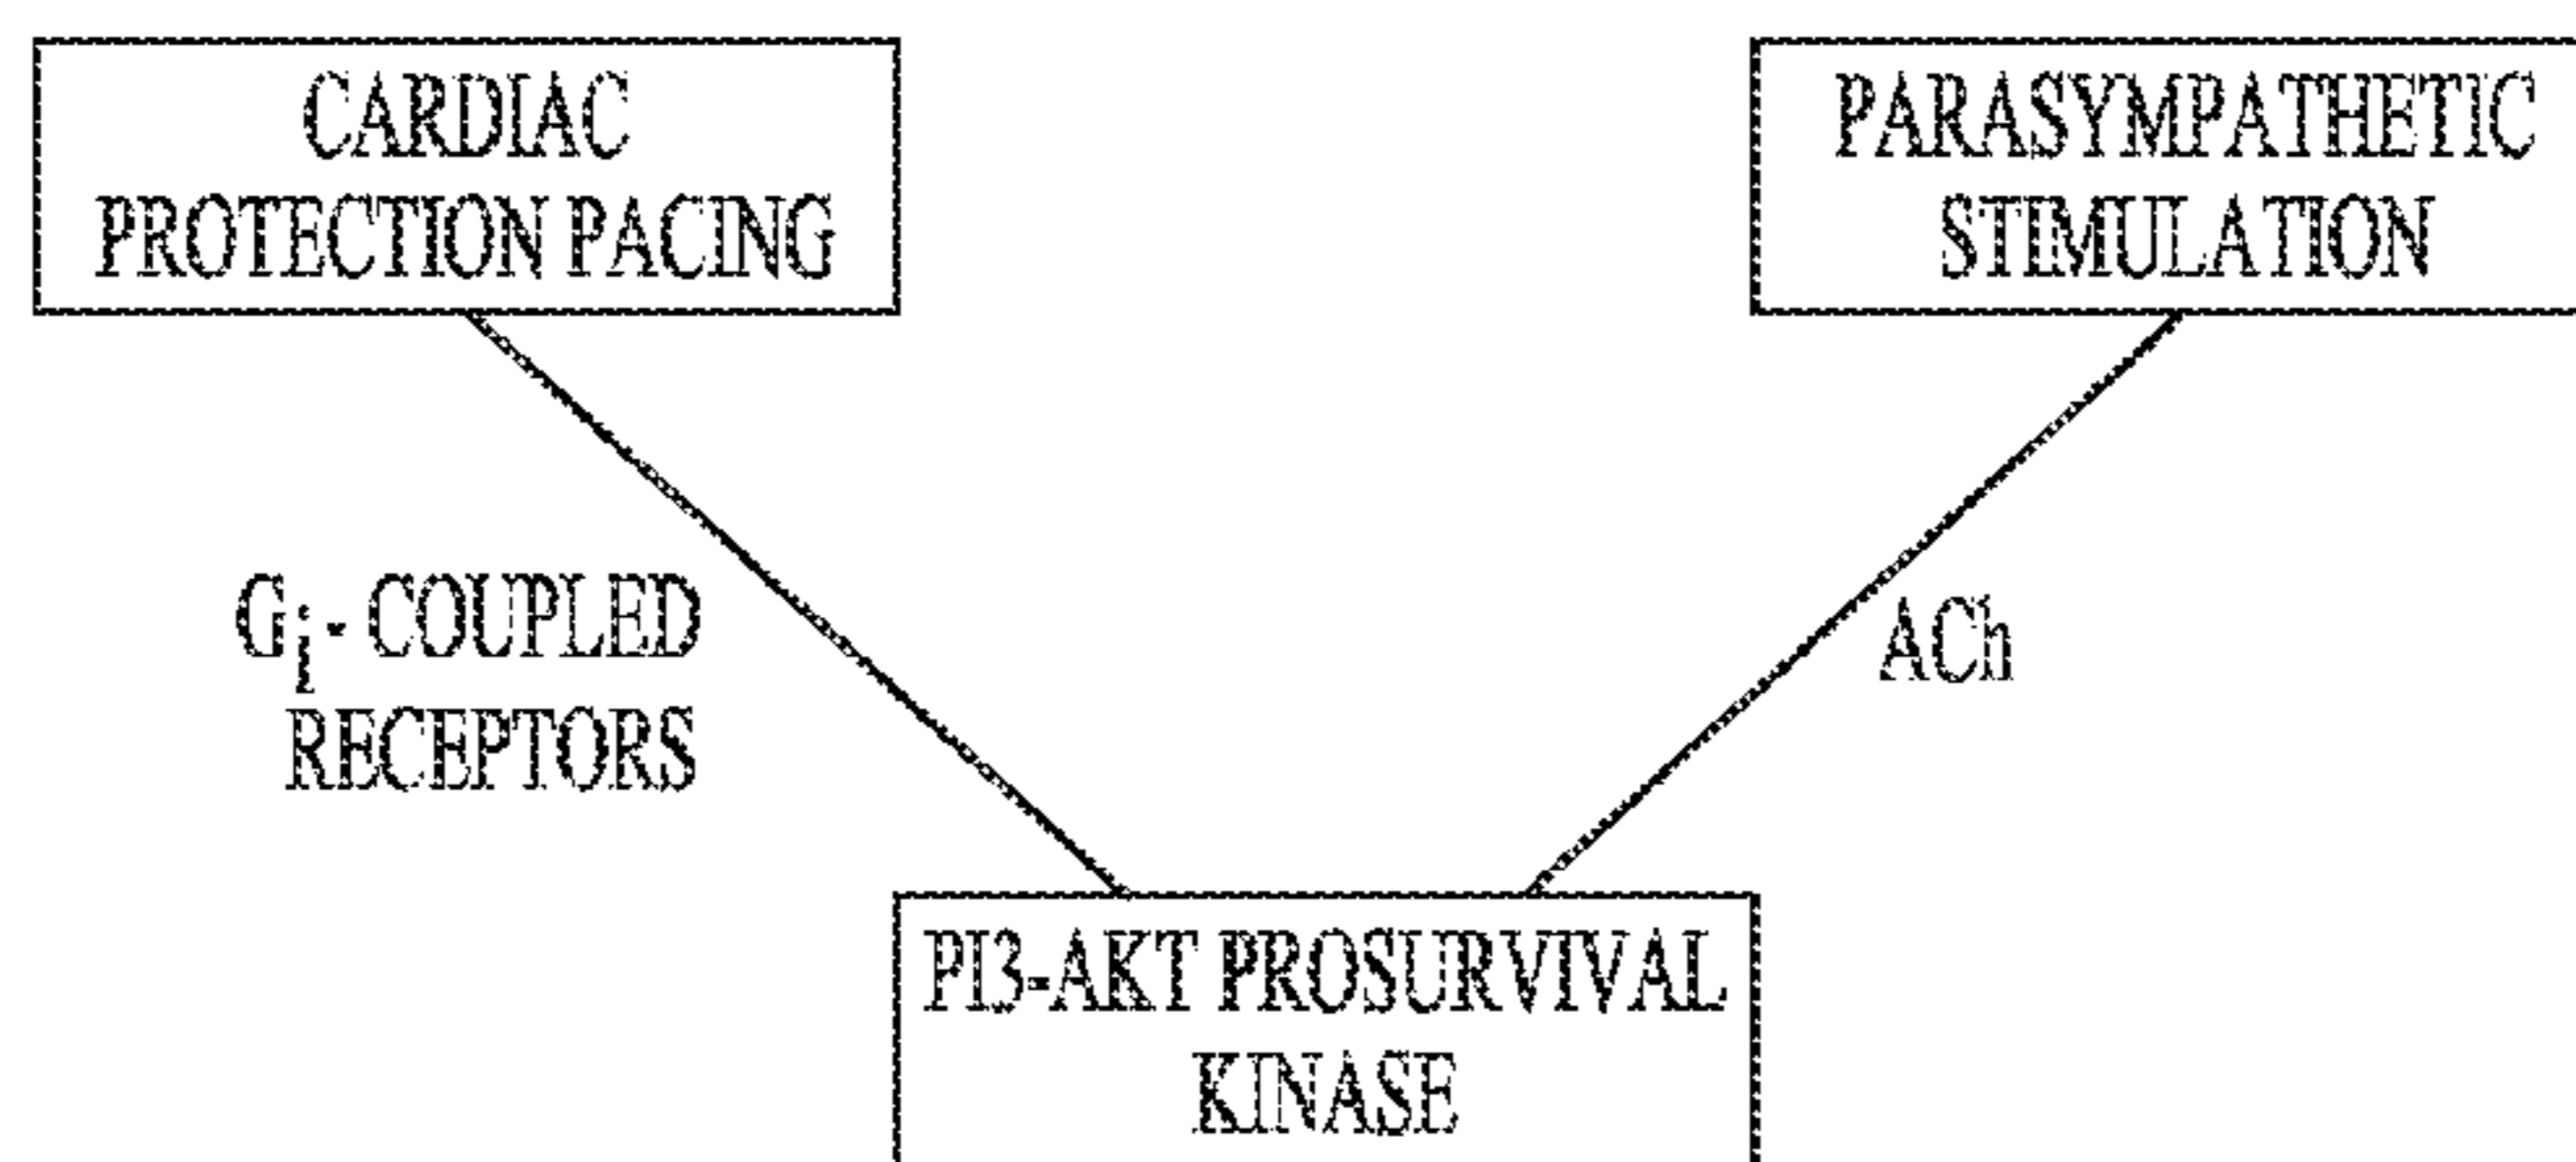 CARDIAC
PROTECTION PACING
PARASYMPATHETIC
STIMULATION
Gi- COUPLED
RECEPTORS
ACh
PI3-AKT PROSURVIVAL
KINASE